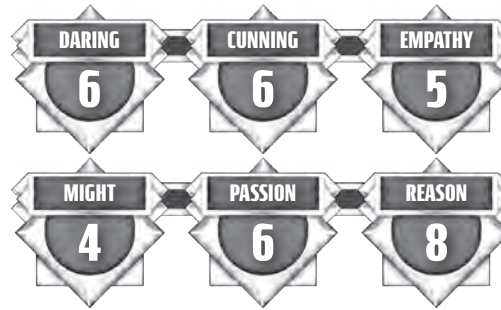 DARING CUNNING EMPATHY
6 6 5
MIGHT PASSION REASON
4 6 8